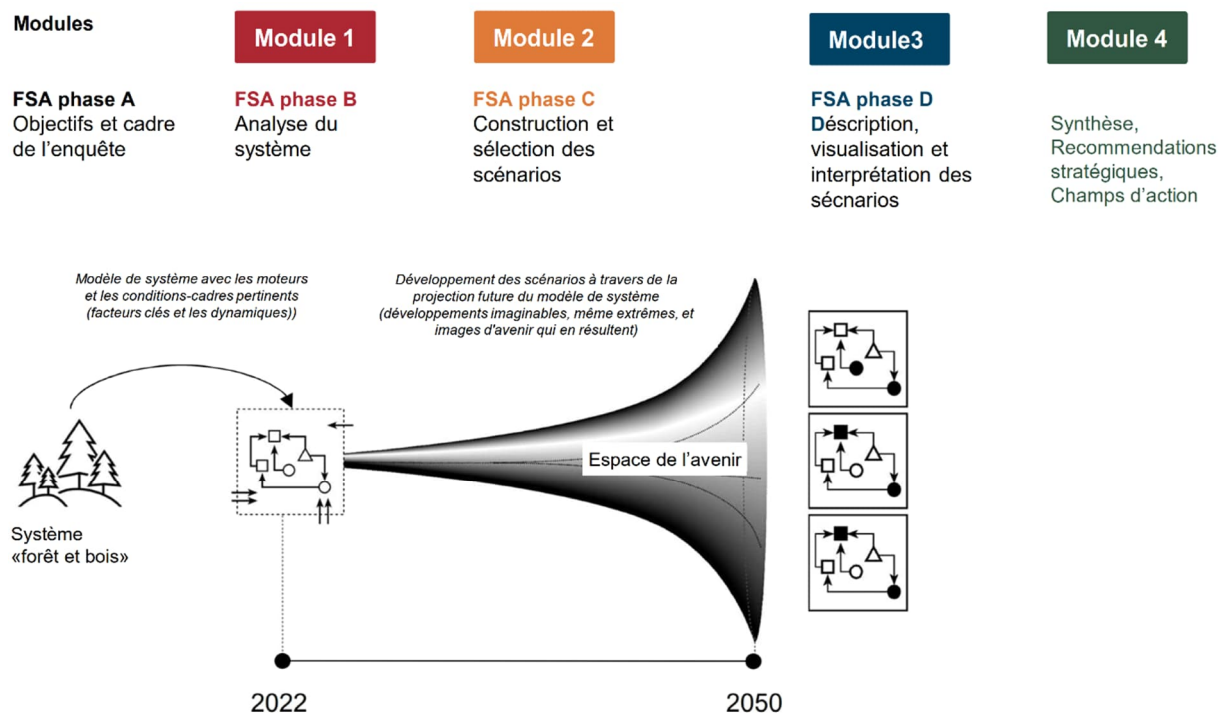 Modules
Module 1
Module 2
Module3
Module 4
FSA phase A
Objectifs et cadre
de l'enquête
FSA phase B
Analyse du
système
FSA phase C
Construction et
sélection des
scénarios
FSA phase D
Déscription,
visualisation et
interprétation des
sécnarios
Synthèse,
Recommendations
stratégiques,
Champs d'action
Modèle de système avec les moteurs
et les conditions-cadres pertinents
(facteurs clés et les dynamiques))
Développement des scénarios à travers de la
projection future du modèle de système
(développements imaginables, même extrêmes, et
images d'avenir qui en résultent)
Espace de l'avenir
Système
«forêt et bois»
2022
2050